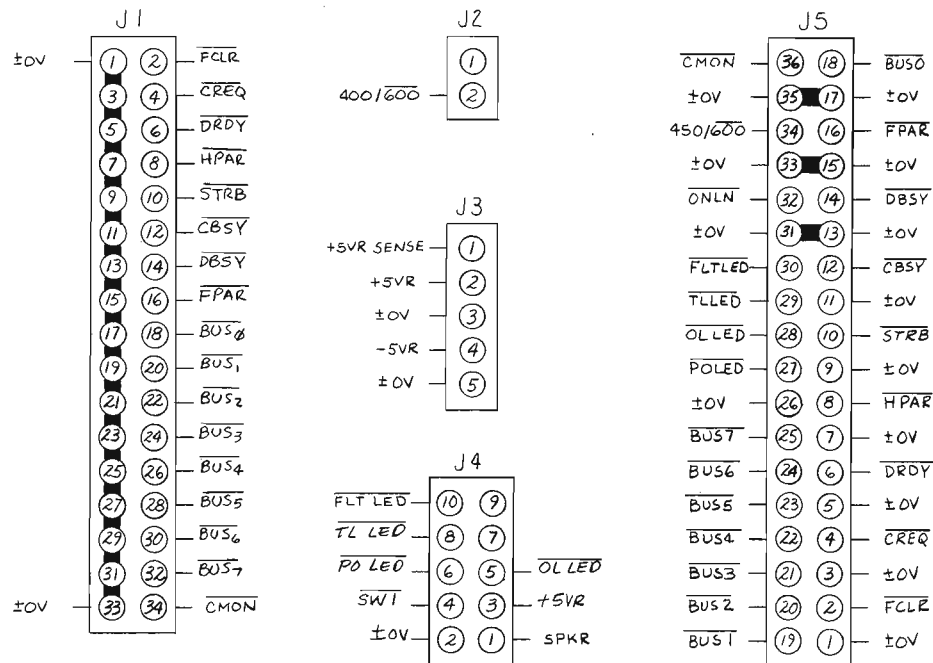 J1
±0V 1 2 FCLR
3 4 CREQ
5 6 DRDY
7 8 HPAR
9 10 STRB
11 12 CBSY
13 14 DBSY
15 16 FPAR
17 18 BUSφ
19 20 BUS1
21 22 BUS2
23 24 BUS3
25 26 BUS4
27 28 BUS5
29 30 BUS6
31 32 BUS7
±0V 33 34 CMON
J2
1
400/600 2
J3
+5VR SENSE 1
+5VR 2
±0V 3
-5VR 4
±0V 5
J4
FLT LED 10 9
TL LED 8 7
PO LED 6 5 OL LED
SW1 4 3 +5VR
±0V 2 1 SPKR
J5
CMON 36 18 BUS0
±0V 35 17 ±0V
450/600 34 16 FPAR
±0V 33 15 ±0V
ONLN 32 14 DBSY
±0V 31 13 ±0V
FLTLED 30 12 CBSY
TLLED 29 11 ±0V
OLLED 28 10 STRB
POLED 27 9 ±0V
±0V 26 8 HPAR
BUS7 25 7 ±0V
BUS6 24 6 DRDY
BUS5 23 5 ±0V
BUS4 22 4 CREQ
BUS3 21 3 ±0V
BUS2 20 2 FCLR
BUS1 19 1 ±0V